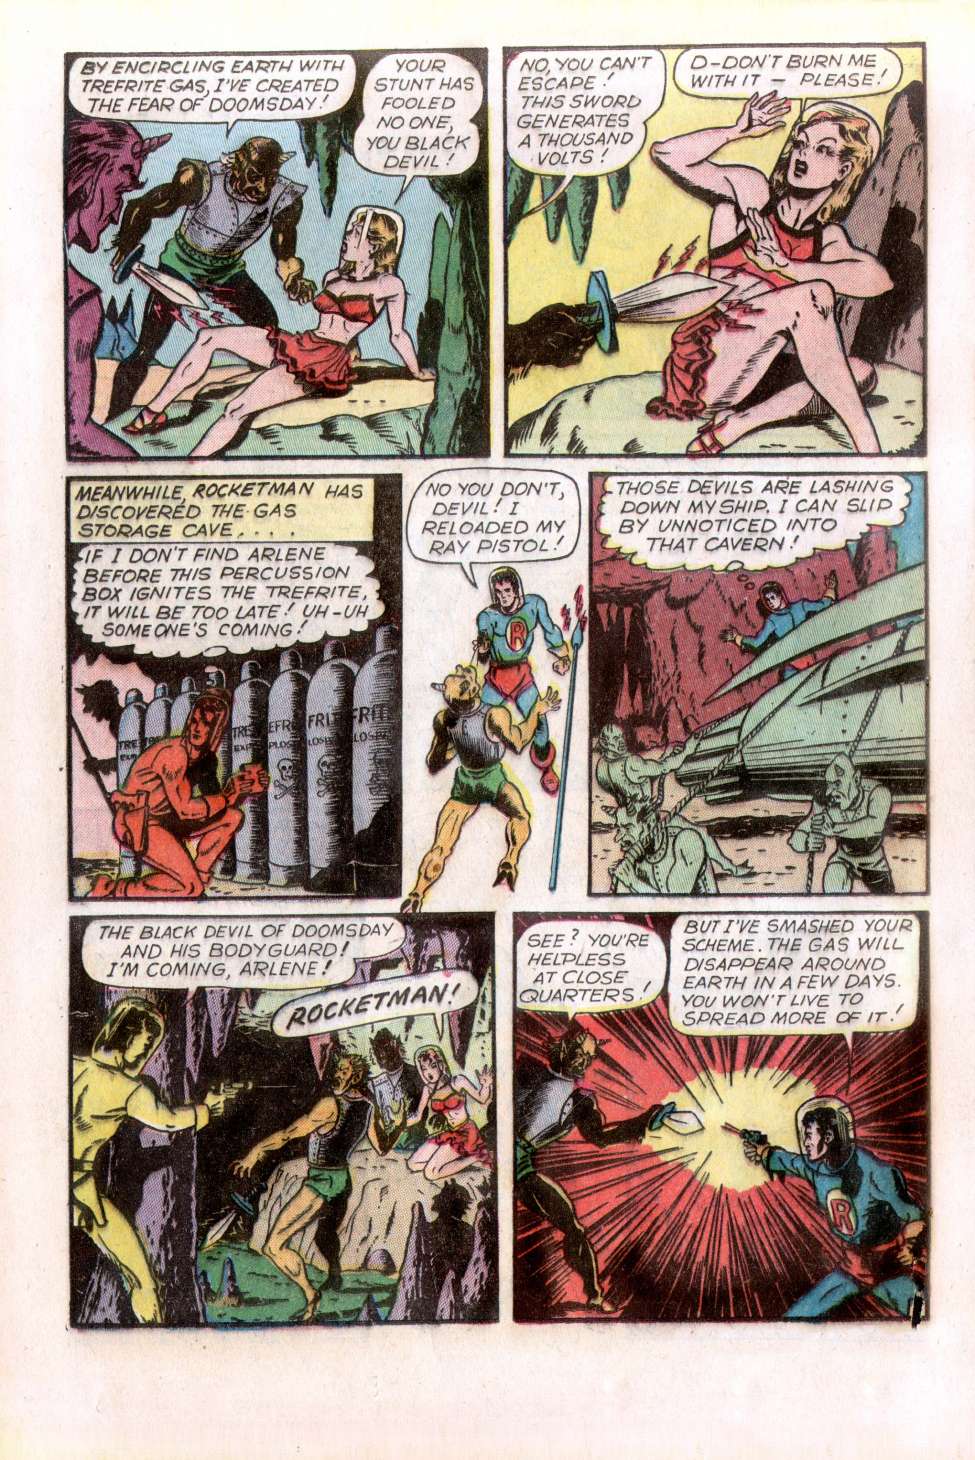 BY ENCIRCLING EARTH WITH
TREFRITE GAS, I'VE CREATED
THE FEAR OF DOOMSDAY!
YOUR
STUNT HAS
FOOLED
NO ONE,
YOU BLACK
DEVIL!
NO, YOU CAN'T
ESCAPE!
THIS SWORD
GENERATES
A THOUSAND
VOLTS!
D-DON'T BURN ME
WITH IT — PLEASE!
MEANWHILE, ROCKETMAN HAS
DISCOVERED THE GAS
STORAGE CAVE....
IF I DON'T FIND ARLENE
BEFORE THIS PERCUSSION
BOX IGNITES THE TREFRITE,
IT WILL BE TOO LATE! UH-UH
SOMEONE'S COMING!
NO YOU DON'T,
DEVIL! I
RELOADED MY
RAY PISTOL!
R
THOSE DEVILS ARE LASHING
DOWN MY SHIP. I CAN SLIP
BY UNNOTICED INTO
THAT CAVERN!
THE BLACK DEVIL OF DOOMSDAY
AND HIS BODYGUARD!
I'M COMING, ARLENE!
ROCKETMAN!
SEE? YOU'RE
HELPLESS
AT CLOSE
QUARTERS!
BUT I'VE SMASHED YOUR
SCHEME. THE GAS WILL
DISAPPEAR AROUND
EARTH IN A FEW DAYS.
YOU WON'T LIVE TO
SPREAD MORE OF IT!
R